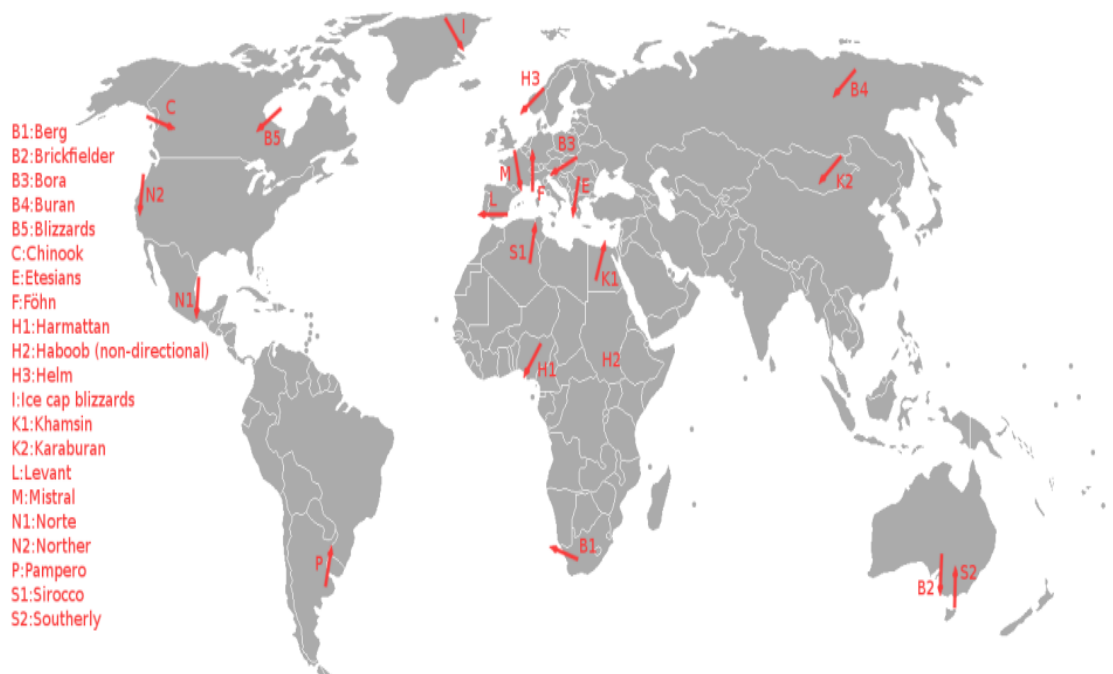 B1:Berg
B2:Brickfielder
B3:Bora
B4:Buran
B5:Blizzards
C:Chinook
E:Etesians
F:Föhn
H1:Harmattan
H2:Haboob (non-directional)
H3:Helm
I:Ice cap blizzards
K1:Khamsin
K2:Karaburan
L:Levant
M:Mistral
N1:Norte
N2:Norther
P:Pampero
S1:Sirocco
S2:Southerly
I
H3
B4
C
B5
B3
M
F
E
K2
N2
L
S1
K1
N1
H1
H2
B1
P
B2
S2